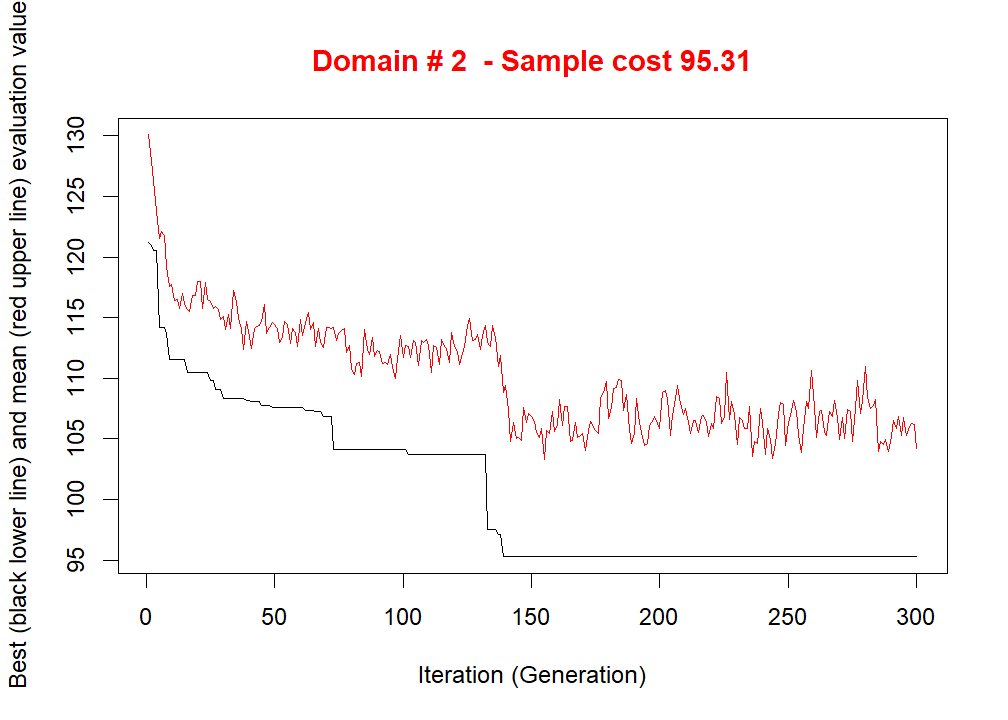 Domain # 2  - Sample cost 95.31
Best (black lower line) and mean (red upper line) evaluation value
130
125
120
115
110
105
100
95
0 50 100 150 200 250 300
Iteration (Generation)